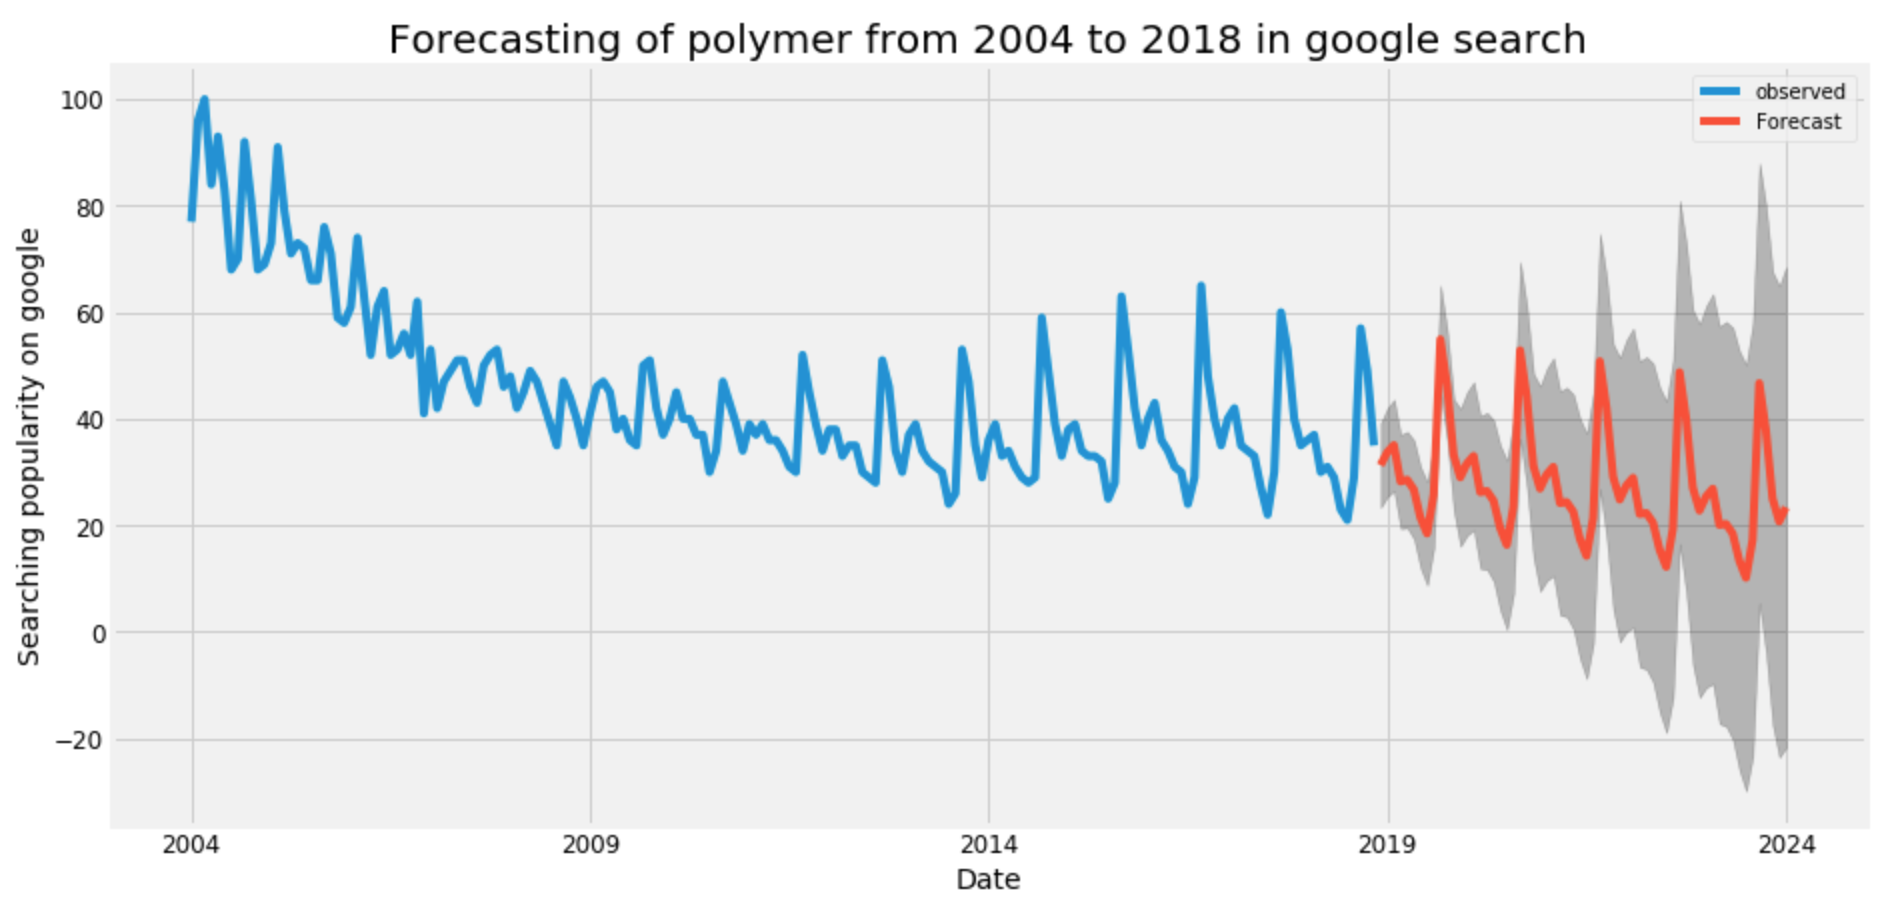 Forecasting of polymer from 2004 to 2018 in google search
observed
Forecast
100
80
60
40
20
0
−20
Searching popularity on google
2004 2009 2014 2019 2024
Date